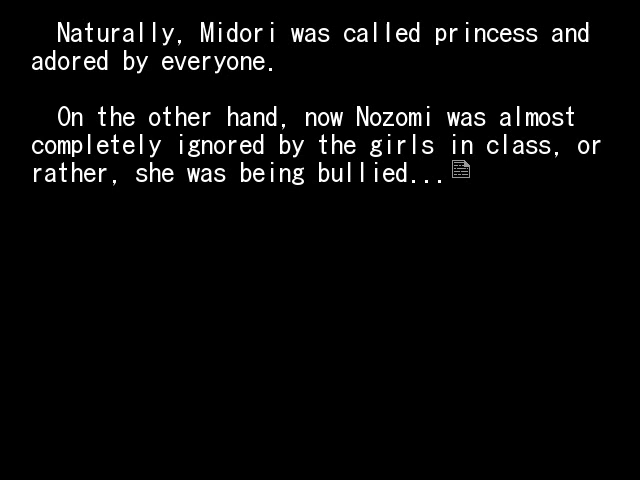 Naturally, Midori was called princess and
adored by everyone.
On the other hand, now Nozomi was almost
completely ignored by the girls in class, or
rather, she was being bullied...